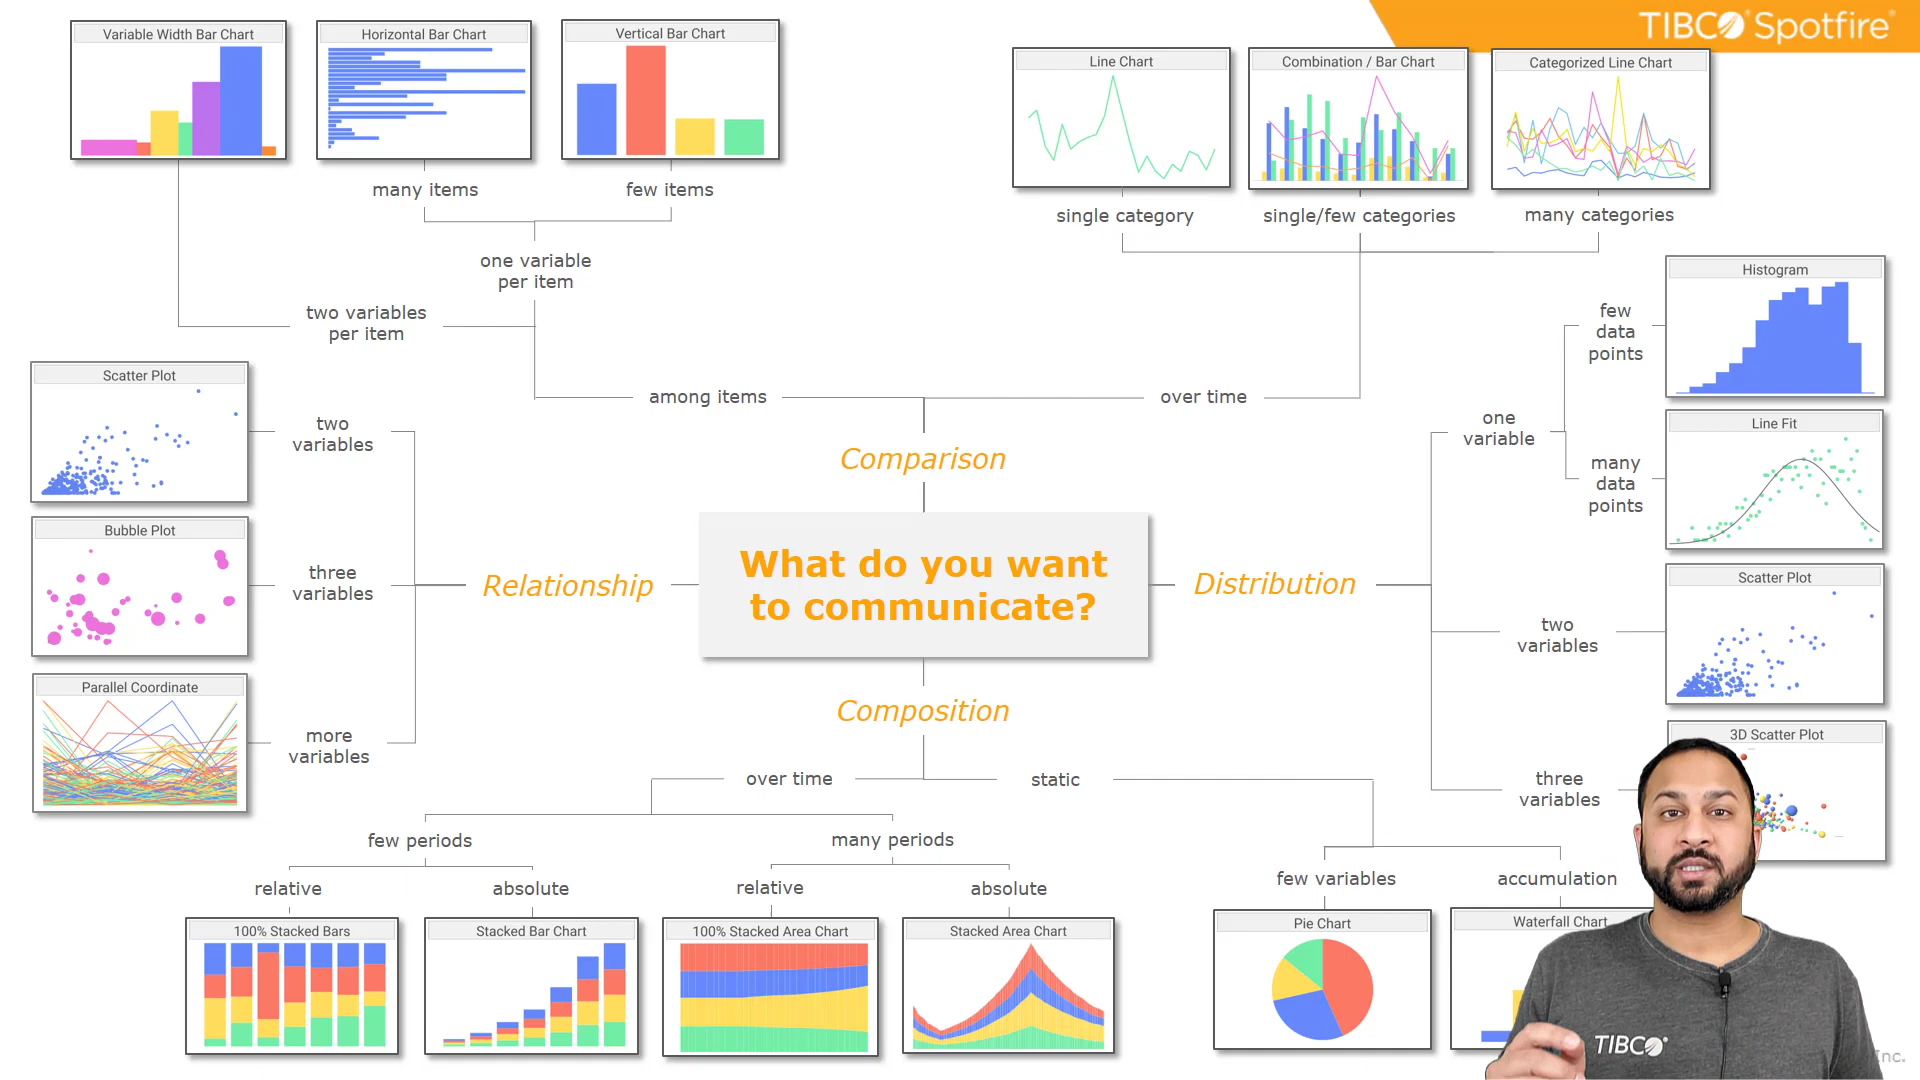 TIBCO Spotfire®
Variable Width Bar Chart
Horizontal Bar Chart
Vertical Bar Chart
many items
few items
one variable
per item
two variables
per item
among items
Line Chart
Combination / Bar Chart
Categorized Line Chart
single category
single/few categories
many categories
over time
Comparison
Scatter Plot
two
variables
Bubble Plot
three
variables
Parallel Coordinate
more
variables
Relationship
What do you want
to communicate?
Distribution
one
variable
few
data
points
Histogram
many
data
points
Line Fit
two
variables
Scatter Plot
three
variables
3D Scatter Plot
Composition
over time
static
few periods
many periods
relative
absolute
relative
absolute
few variables
accumulation
100% Stacked Bars
Stacked Bar Chart
100% Stacked Area Chart
Stacked Area Chart
Pie Chart
Waterfall Chart
TIBCO
Inc.